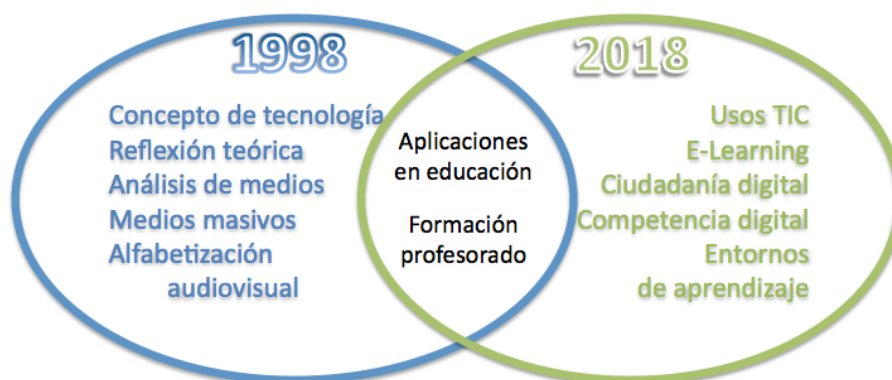 1998
Concepto de tecnología
Reflexión teórica
Análisis de medios
Medios masivos
Alfabetización
audiovisual
Aplicaciones
en educación
Formación
profesorado
2018
Usos TIC
E-Learning
Ciudadanía digital
Competencia digital
Entornos
de aprendizaje